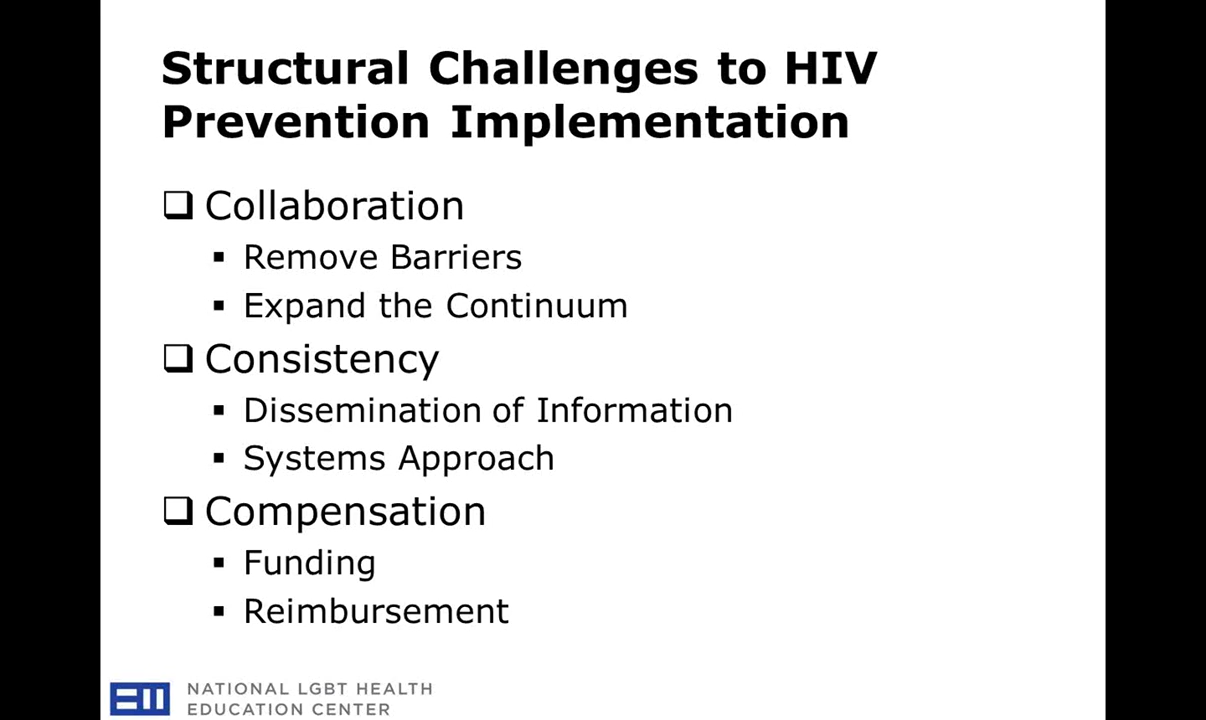 Structural Challenges to HIV
Prevention Implementation
Collaboration
Remove Barriers
Expand the Continuum
Consistency
Dissemination of Information
Systems Approach
Compensation
Funding
Reimbursement
NATIONAL LGBT HEALTH
EDUCATION CENTER